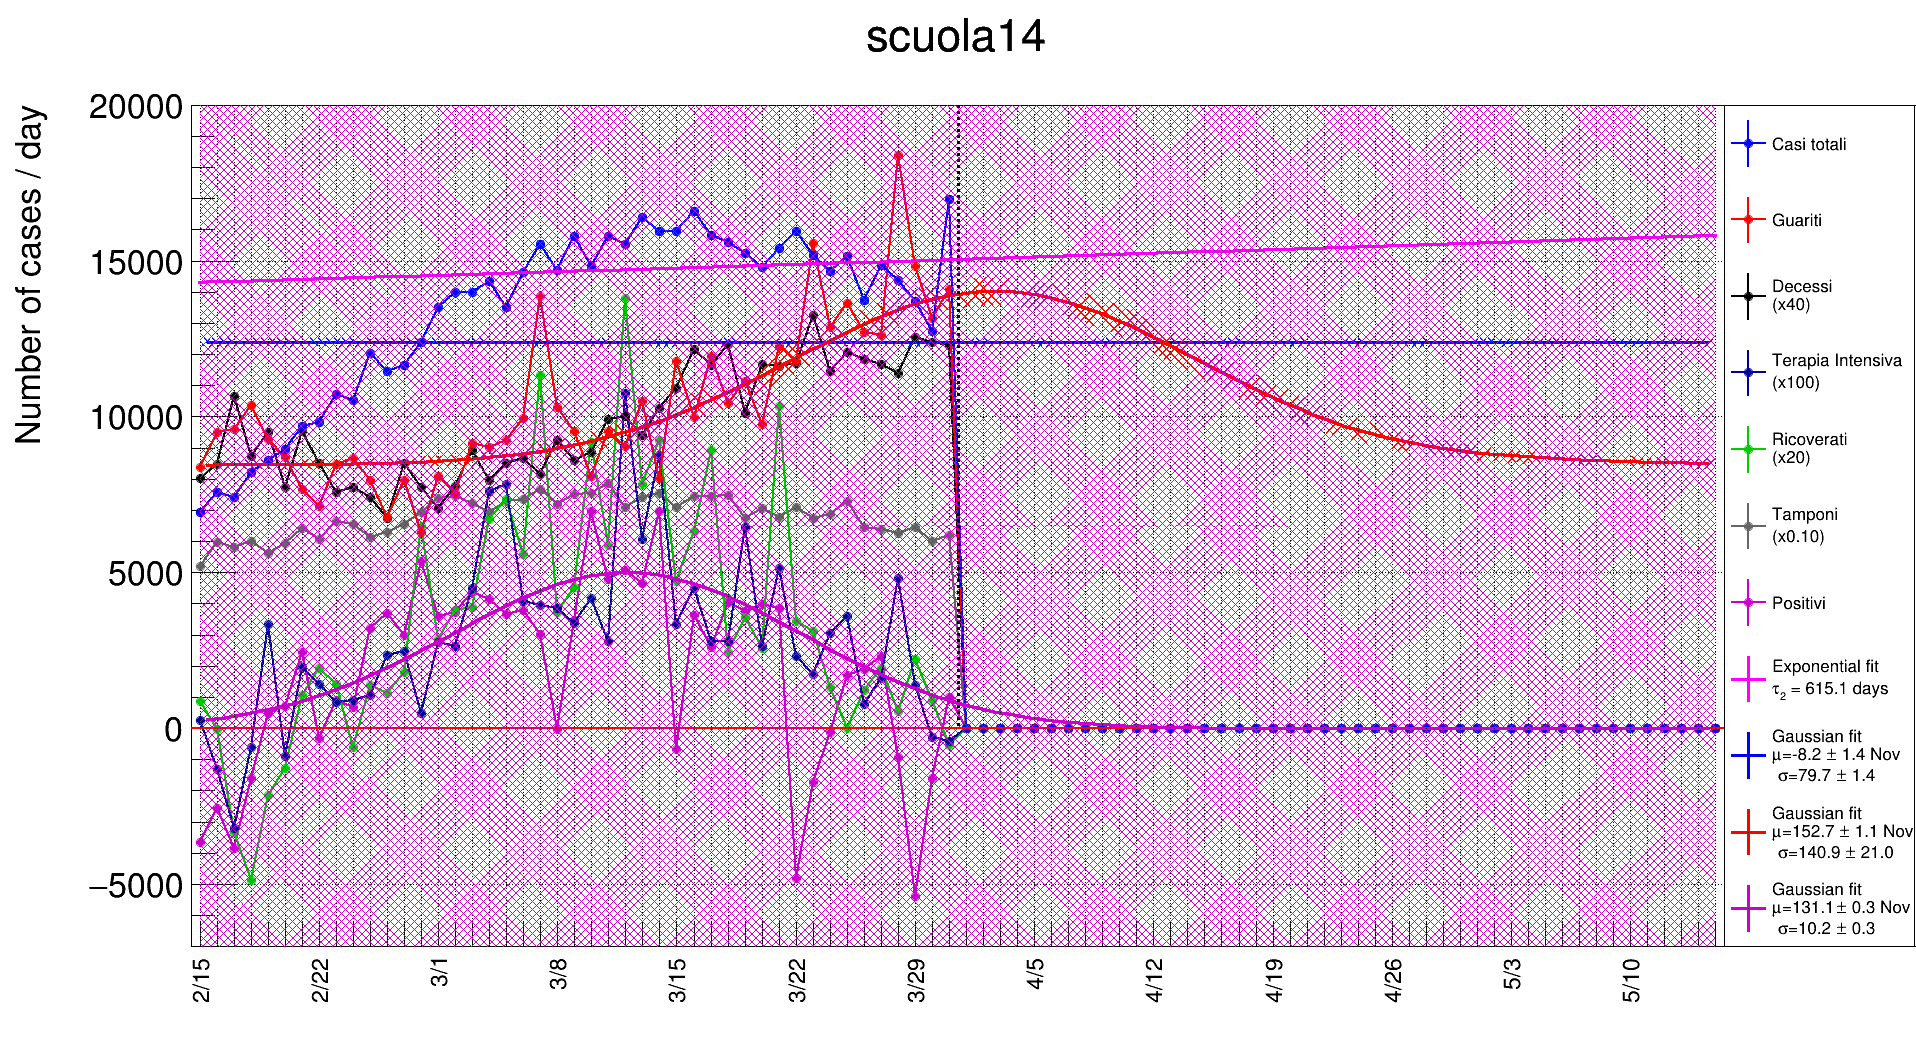 scuola14
Number of cases / day
20000
15000
10000
5000
0
−5000
2/15
2/22
3/1
3/8
3/15
3/22
3/29
4/5
4/12
4/19
4/26
5/3
5/10
Casi totali
Guariti
Decessi
(x40)
Terapia Intensiva
(x100)
Ricoverati
(x20)
Tamponi
(x0.10)
Positivi
Exponential fit
τ2 = 615.1 days
Gaussian fit
μ=-8.2 ± 1.4 Nov
σ=79.7 ± 1.4
Gaussian fit
μ=152.7 ± 1.1 Nov
σ=140.9 ± 21.0
Gaussian fit
μ=131.1 ± 0.3 Nov
σ=10.2 ± 0.3